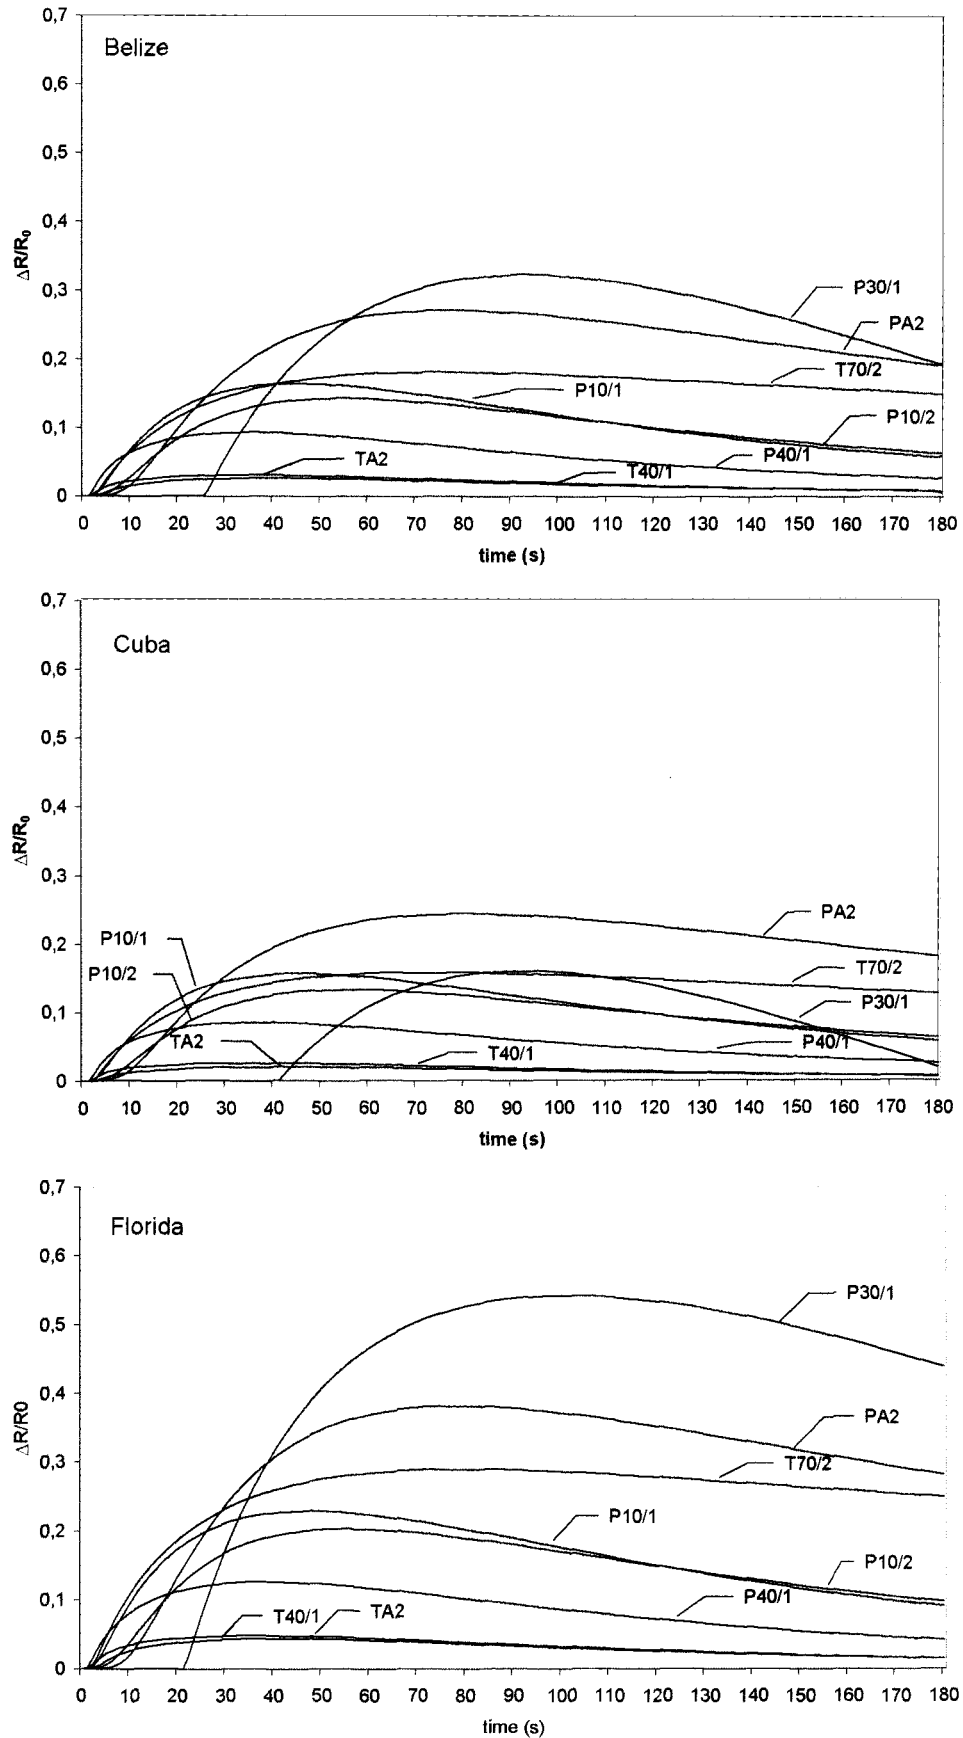 0,7
Belize
0,6
0,5
0,4
ΔR/R₀
0,3
P30/1
PA2
0,2
T70/2
P10/1
P10/2
0,1
TA2
P40/1
T40/1
0
0 10 20 30 40 50 60 70 80 90 100 110 120 130 140 150 160 170 180
time (s)
0,7
Cuba
0,6
0,5
0,4
ΔR/R₀
0,3
PA2
P10/1
0,2
P10/2
T70/2
P30/1
0,1
TA2
T40/1
P40/1
0
0 10 20 30 40 50 60 70 80 90 100 110 120 130 140 150 160 170 180
time (s)
0,7
Florida
0,6
P30/1
0,5
0,4
ΔR/R0
PA2
0,3
T70/2
0,2
P10/1
P10/2
0,1
P40/1
T40/1
TA2
0
0 10 20 30 40 50 60 70 80 90 100 110 120 130 140 150 160 170 180
time (s)